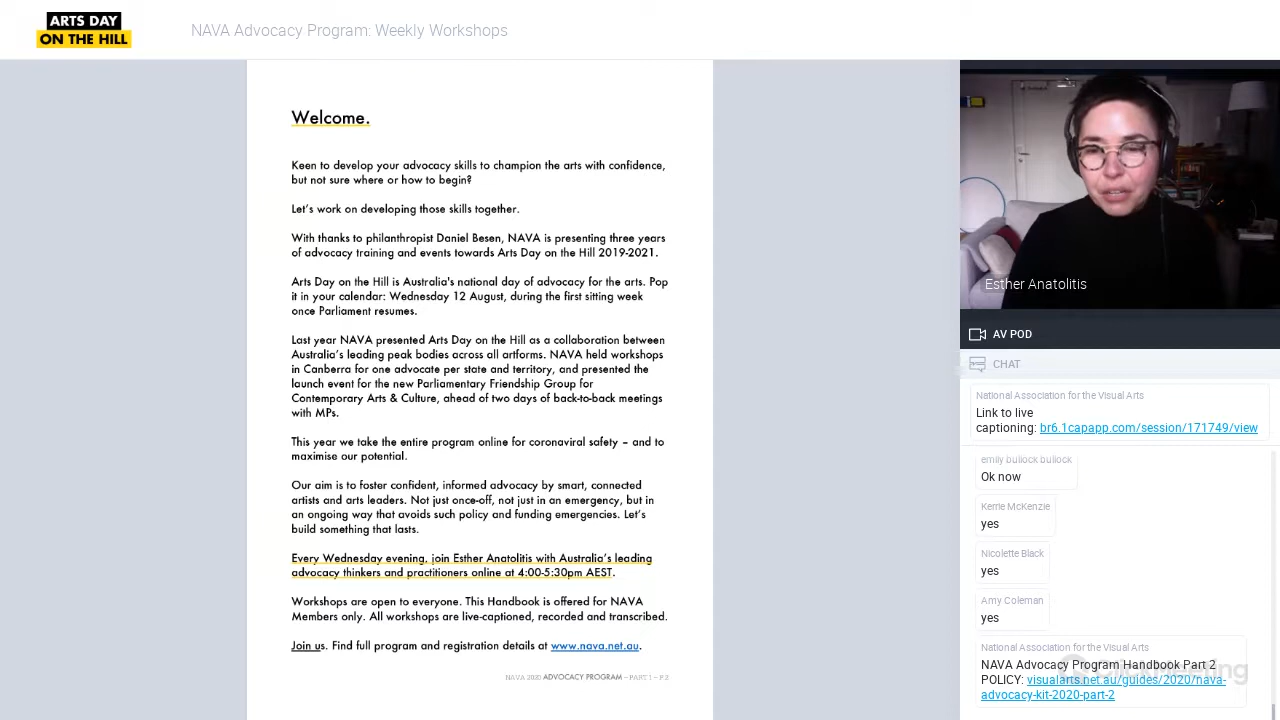 ARTS DAY
ON THE HILL
NAVA Advocacy Program: Weekly Workshops
Welcome.
Keen to develop your advocacy skills to champion the arts with confidence,
but not sure where or how to begin?
Let's work on developing those skills together.
With thanks to philanthropist Daniel Besen, NAVA is presenting three years
of advocacy training and events towards Arts Day on the Hill 2019-2021.
Arts Day on the Hill is Australia's national day of advocacy for the arts. Pop
it in your calendar: Wednesday 12 August, during the first sitting week
once Parliament resumes.
Last year NAVA presented Arts Day on the Hill as a collaboration between
Australia's leading peak bodies across all artforms. NAVA held workshops
in Canberra for one advocate per state and territory, and presented the
launch event for the new Parliamentary Friendship Group for
Contemporary Arts & Culture, ahead of two days of back-to-back meetings
with MPs.
This year we take the entire program online for coronaviral safety – and to
maximise our potential.
Our aim is to foster confident, informed advocacy by smart, connected
artists and arts leaders. Not just once-off, not just in an emergency, but in
an ongoing way that avoids such policy and funding emergencies. Let's
build something that lasts.
Every Wednesday evening, join Esther Anatolitis with Australia's leading
advocacy thinkers and practitioners online at 4:00-5:30pm AEST.
Workshops are open to everyone. This Handbook is offered for NAVA
Members only. All workshops are live-captioned, recorded and transcribed.
Join us. Find full program and registration details at www.nava.net.au.
NAVA 2020 ADVOCACY PROGRAM – PART 1 – P.2
Esther Anatolitis
AV POD
CHAT
National Association for the Visual Arts
Link to live
captioning: br6.1capapp.com/session/171749/view
emily bullock bullock
Ok now
Kerrie McKenzie
yes
Nicolette Black
yes
Amy Coleman
yes
National Association for the Visual Arts
NAVA Advocacy Program Handbook Part 2
POLICY: visualarts.net.au/guides/2020/nava-
advocacy-kit-2020-part-2
ClickMeeting